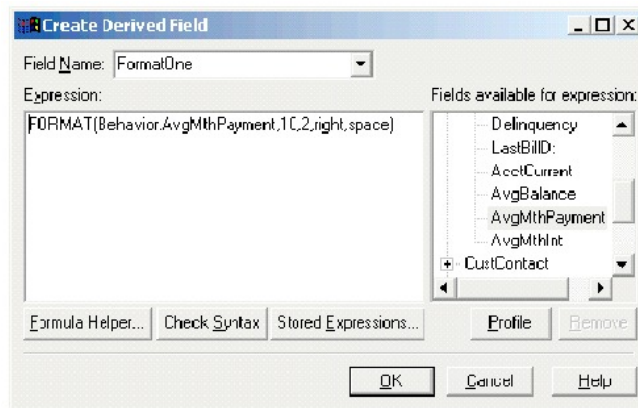 Create Derived Field
Field Name: FormatOne
Expression:
Fields available for expression:
FORMAT(Behavior.AvgMthPayment,10,2,right,space)
Delinquency
LastBillD:
AcctCurrent
AvgBalance
AvgMthPayment
AvgMthInt
CustContact
Formula Helper...
Check Syntax
Stored Expressions...
Profile
Remove
OK
Cancel
Help